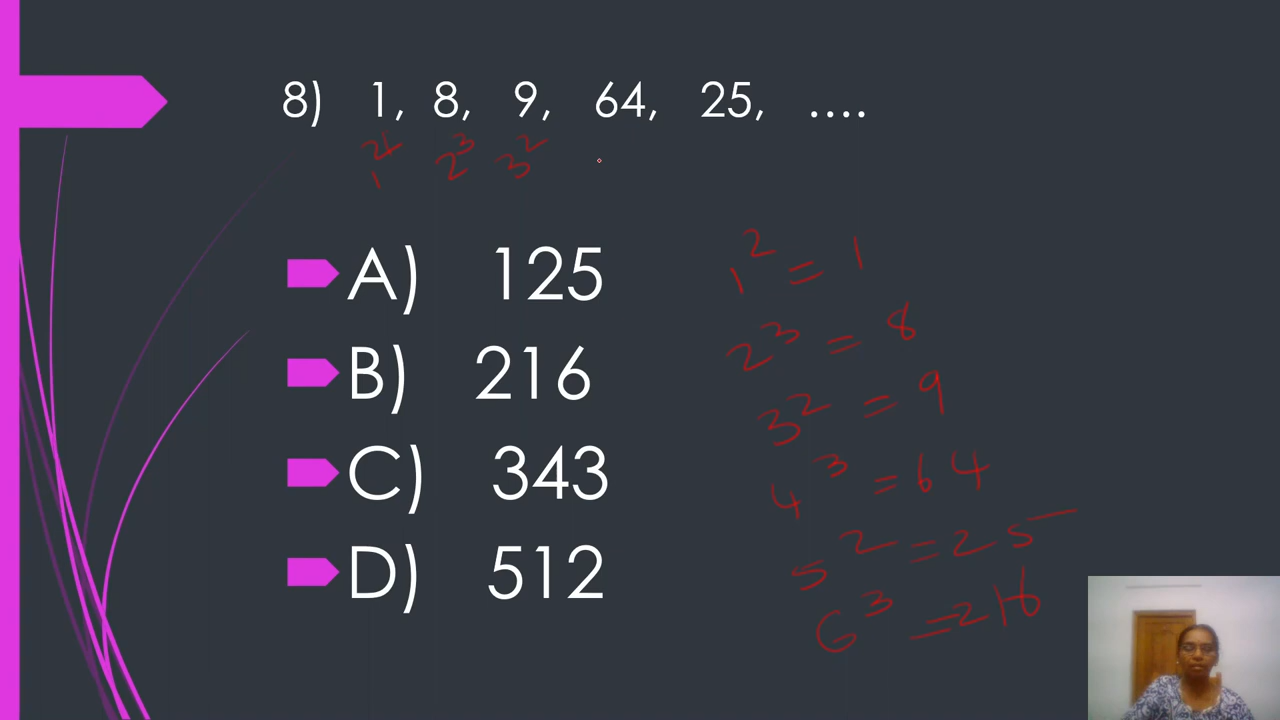 8) 1, 8, 9, 64, 25, ....
1² 2³ 3²
A) 125
B) 216
C) 343
D) 512
1² = 1
2³ = 8
3² = 9
4³ = 64
5² = 25
6³ = 216